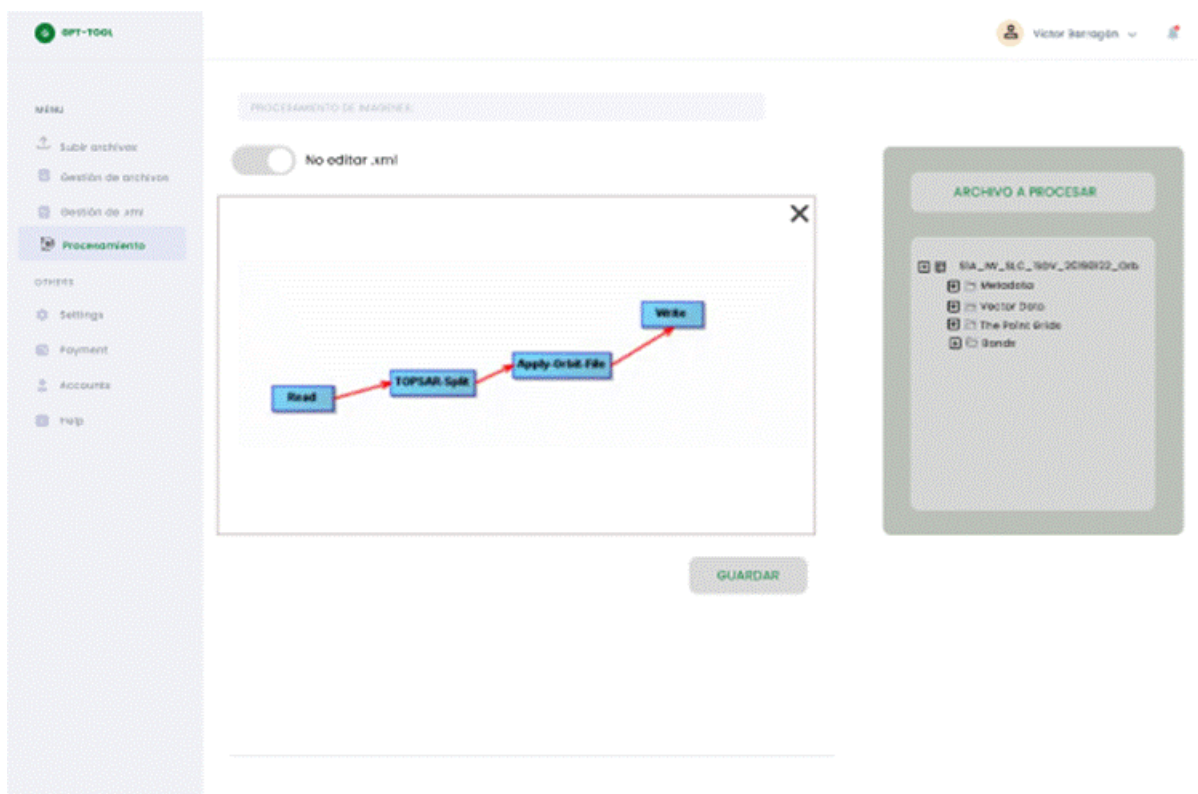 GPT-TOOL
Victor Barragán
MENU
Subir archivos
Gestión de archivos
Gestión de .xml
Procesamiento
OTHERS
Settings
Payment
Accounts
Help
PROCESAMIENTO DE IMAGENES:
No editar .xml
Read
TOPSAR-Split
Apply-Orbit-File
Write
GUARDAR
ARCHIVO A PROCESAR
S1A_IW_SLC_1SDV_20190122_Orb
Metadata
Vector Data
Tie Point Grids
Bands